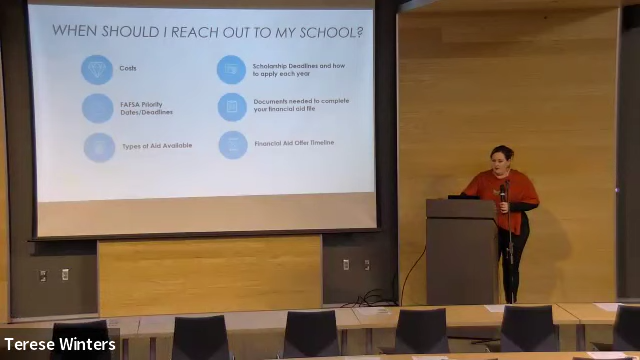 WHEN SHOULD I REACH OUT TO MY SCHOOL?
Costs
Scholarship Deadlines and how
to apply each year
FAFSA Priority
Dates/Deadlines
Documents needed to complete
your financial aid file
Types of Aid Available
Financial Aid Offer Timeline
Terese Winters